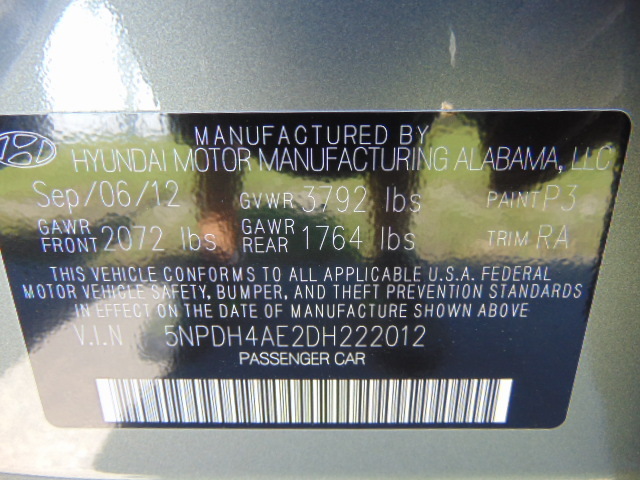 MANUFACTURED BY
HYUNDAI MOTOR MANUFACTURING ALABAMA, LLC
Sep/06/12 GVWR 3792 lbs PAINT P3
GAWR FRONT 2072 lbs GAWR REAR 1764 lbs TRIM RA
THIS VEHICLE CONFORMS TO ALL APPLICABLE U.S.A. FEDERAL
MOTOR VEHICLE SAFETY, BUMPER, AND THEFT PREVENTION STANDARDS
IN EFFECT ON THE DATE OF MANUFACTURE SHOWN ABOVE.
V.I.N 5NPDH4AE2DH222012
PASSENGER CAR